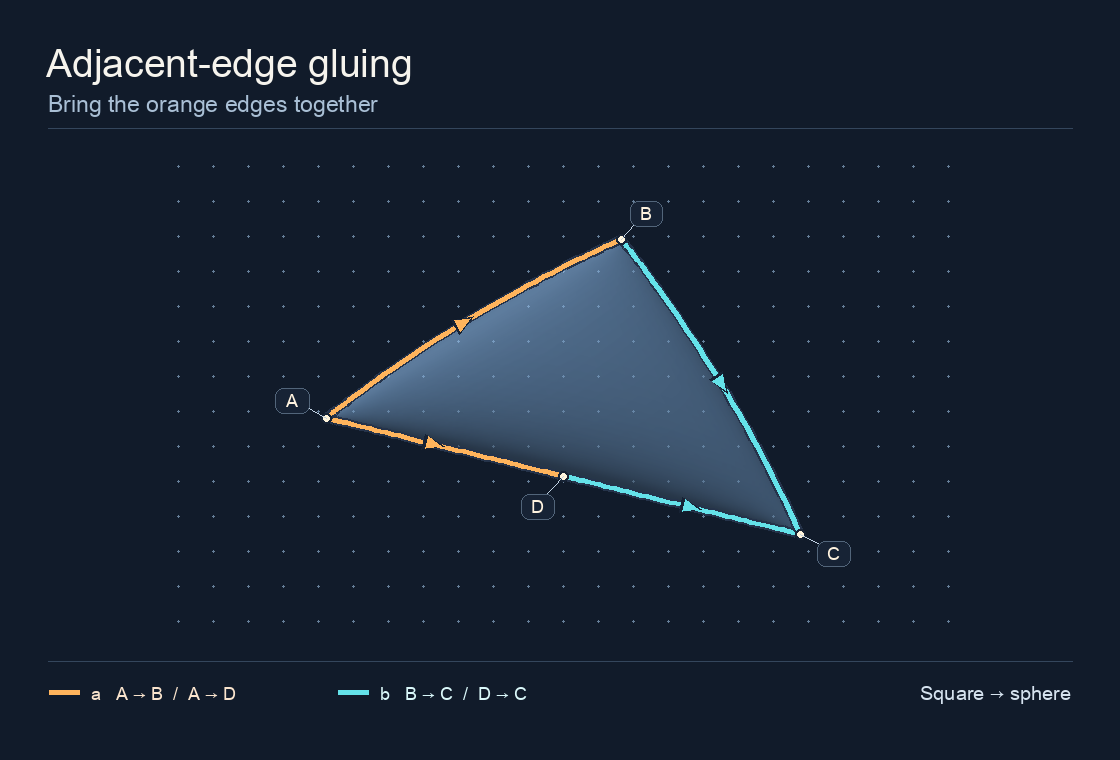 Adjacent-edge gluing
Bring the orange edges together
B
A
D
C
a A→B / A→D
b B→C / D→C
Square→sphere